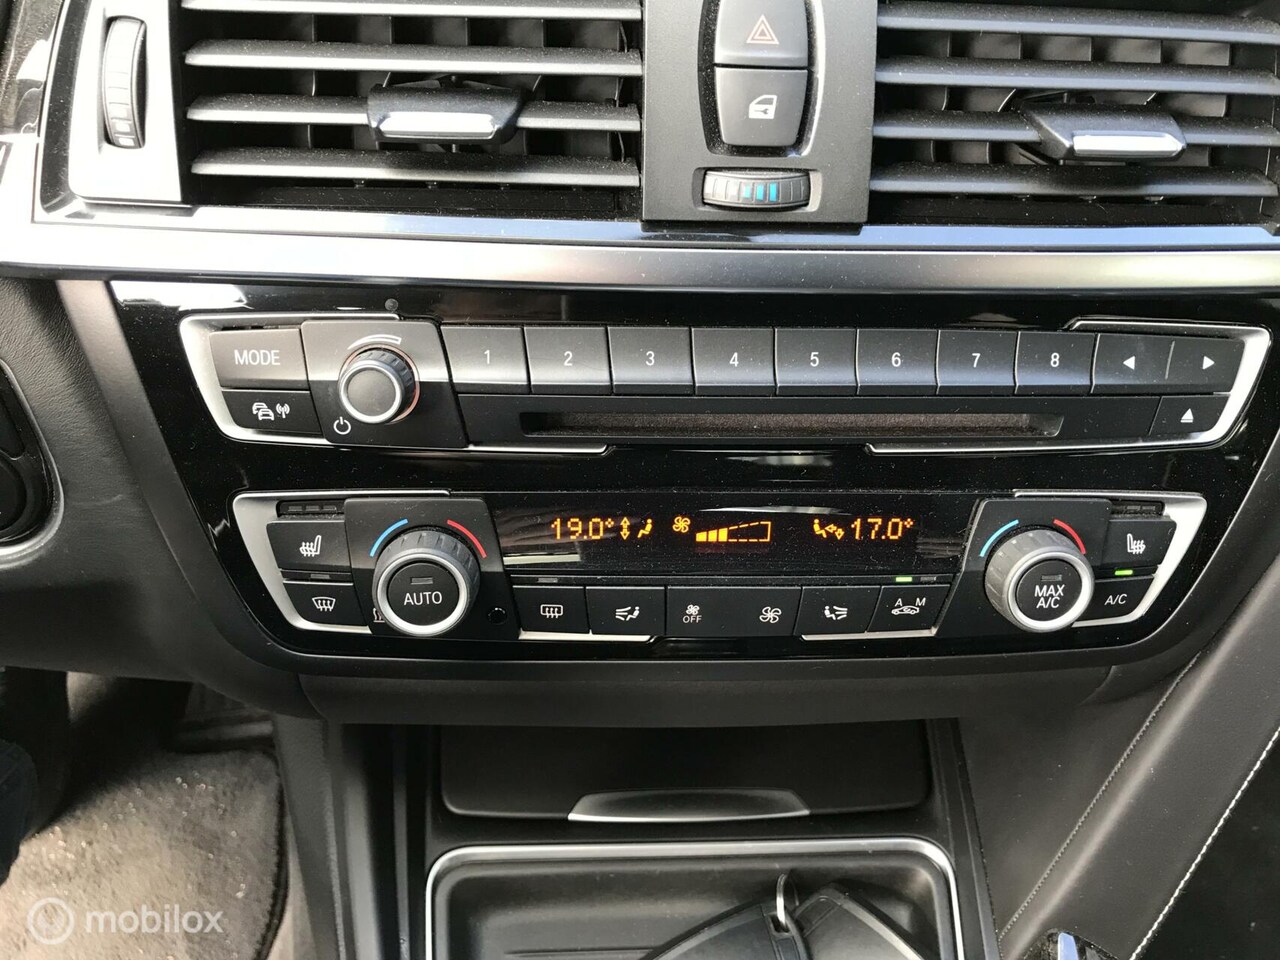 MODE 1 2 3 4 5 6 7 8
19.0° 17.0°
AUTO OFF A M MAX A/C A/C
mobilox